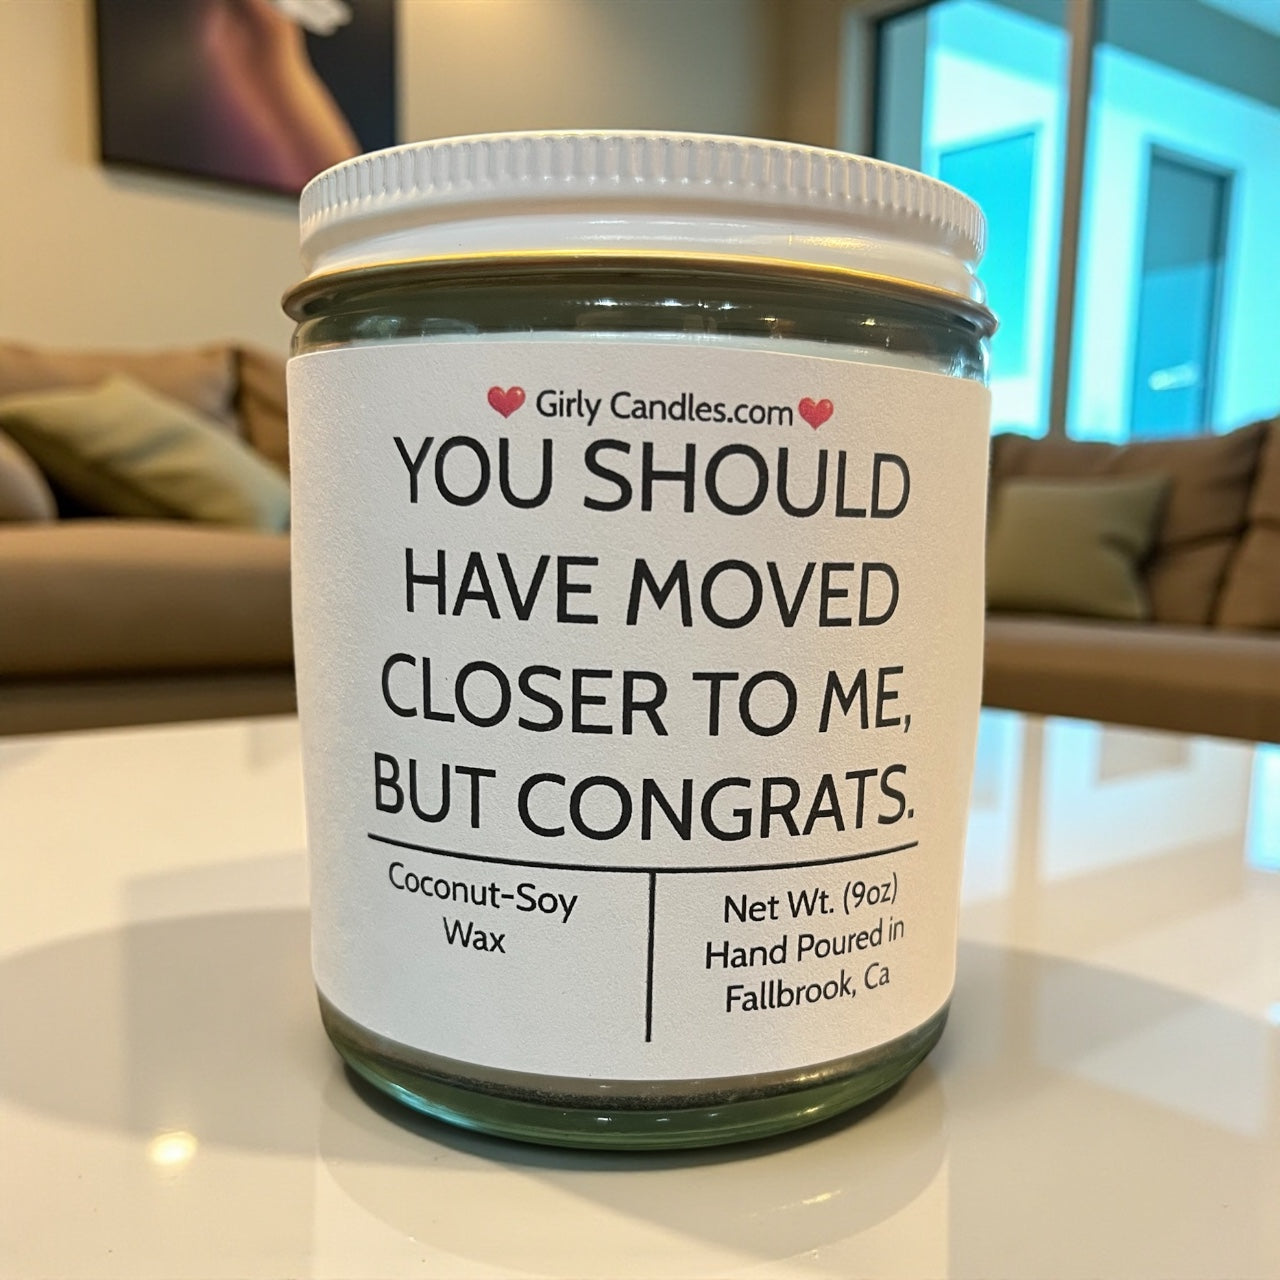 ❤️ Girly Candles.com ❤️
YOU SHOULD
HAVE MOVED
CLOSER TO ME,
BUT CONGRATS.
Coconut-Soy
Wax
Net Wt. (9oz)
Hand Poured in
Fallbrook, Ca